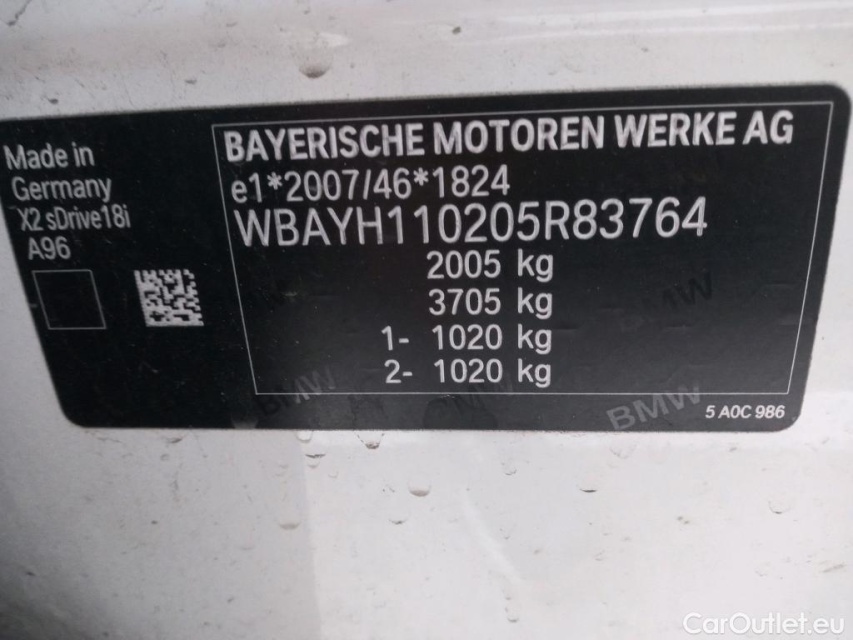 Made in
Germany
X2 sDrive18i
A96
BAYERISCHE MOTOREN WERKE AG
e1*2007/46*1824
WBAYH110205R83764
2005 kg
3705 kg
1- 1020 kg
2- 1020 kg
BMW
BMW
BMW
5 A0C 986
CarOutlet.eu